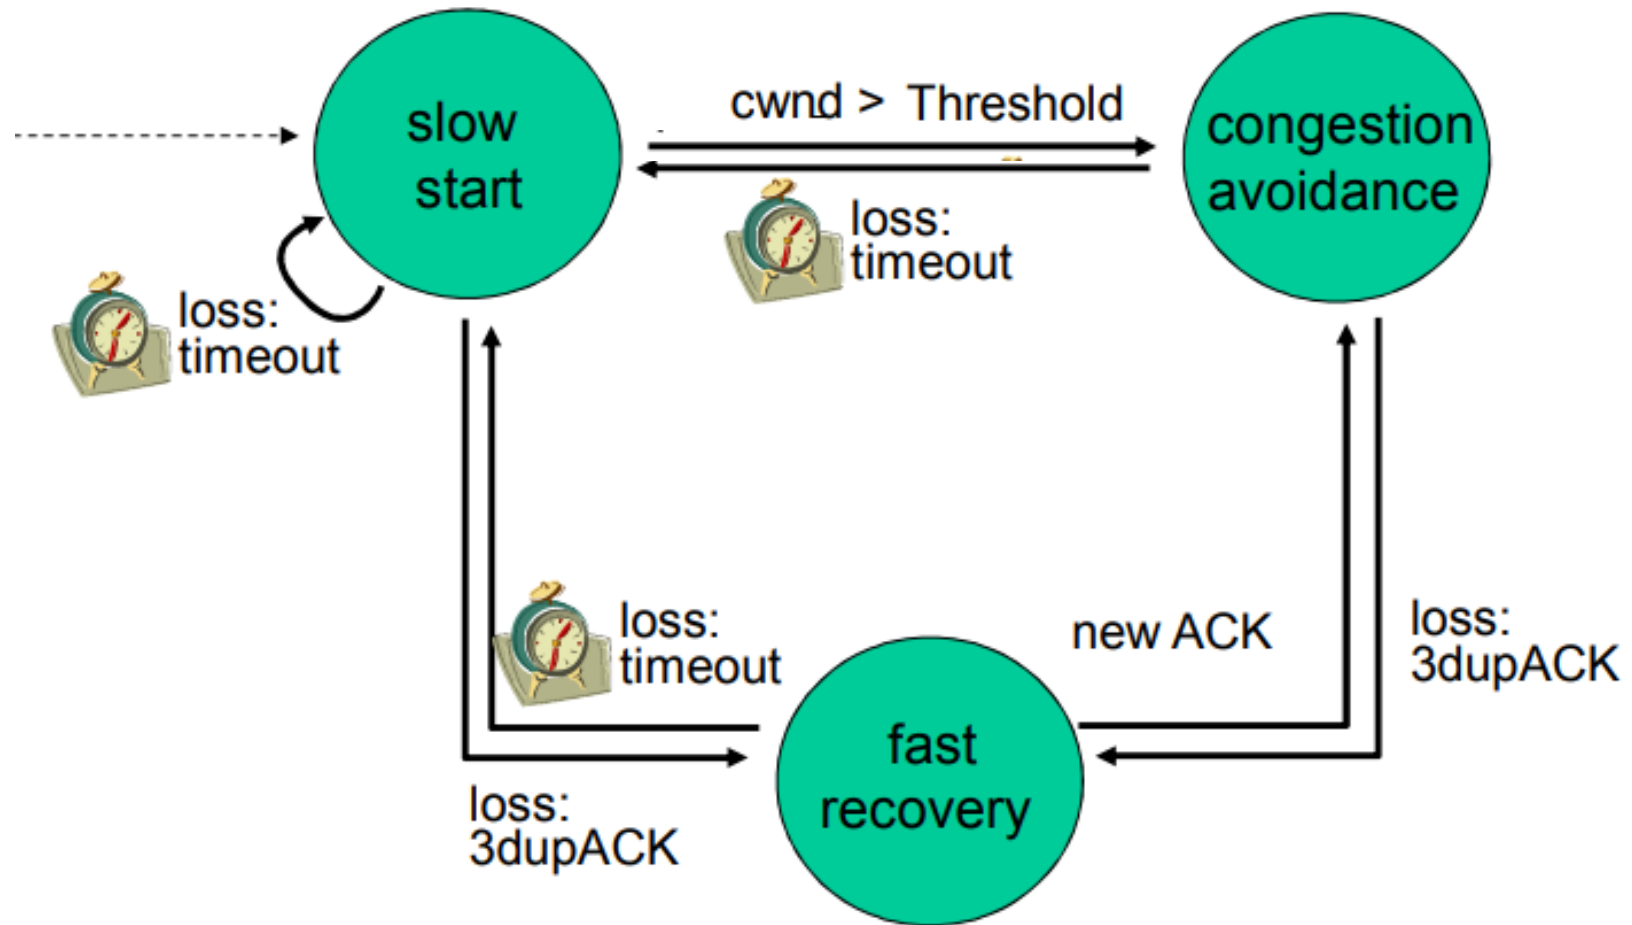 slow
start
cwnd > Threshold
congestion
avoidance
loss:
timeout
loss:
timeout
loss:
timeout
new ACK
loss:
3dupACK
fast
recovery
loss:
3dupACK